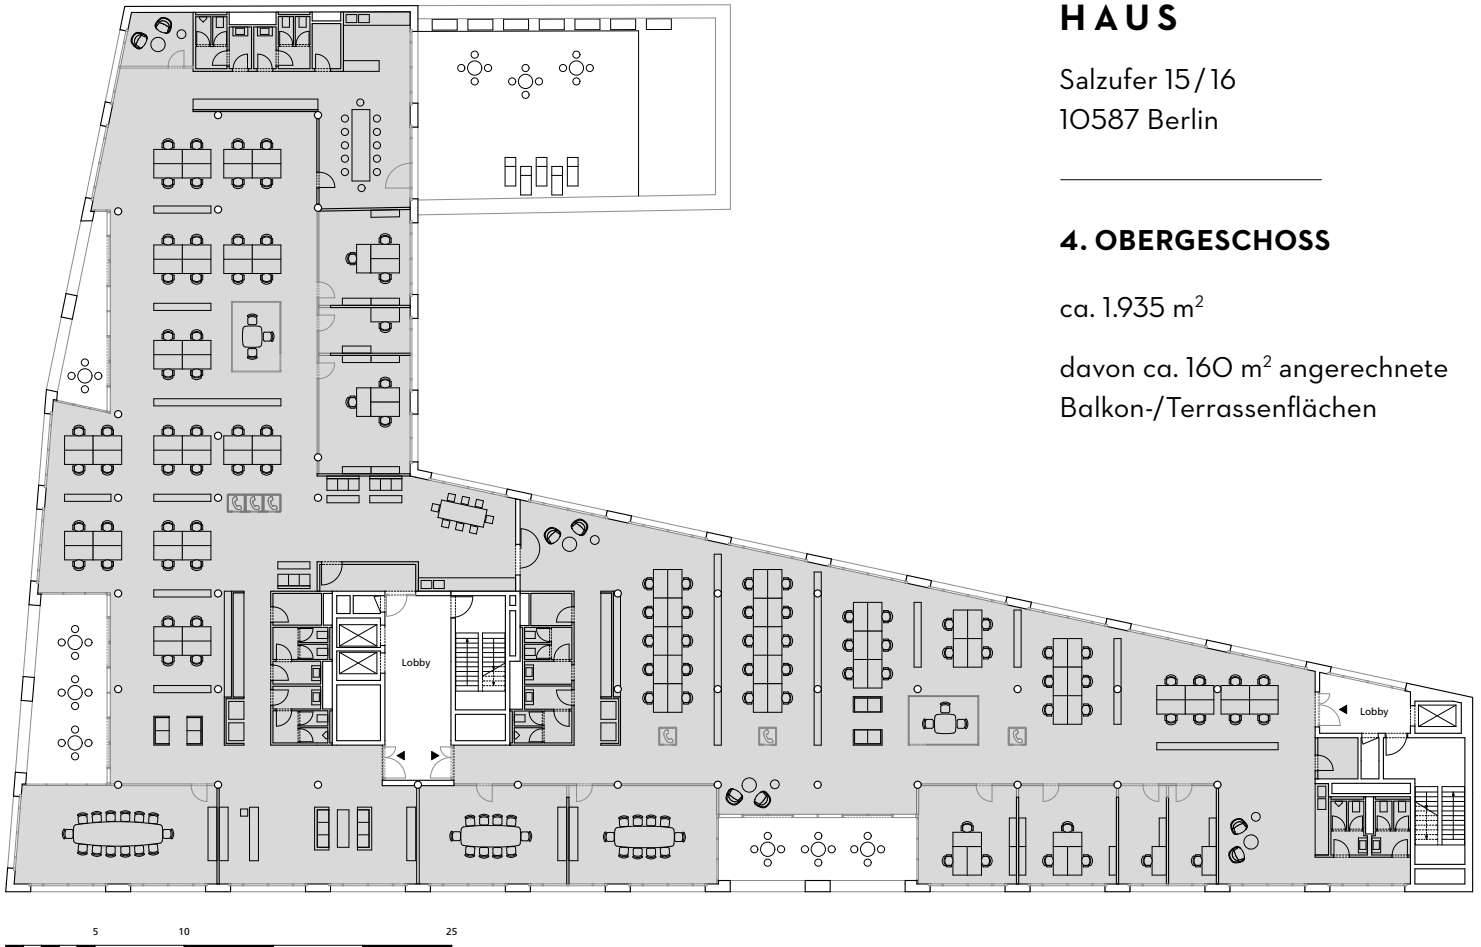 HAUS
Salzufer 15 / 16
10587 Berlin
4. OBERGESCHOSS
ca. 1.935 m²
davon ca. 160 m² angerechnete
Balkon-/Terrassenflächen
Lobby
Lobby
5 10 25